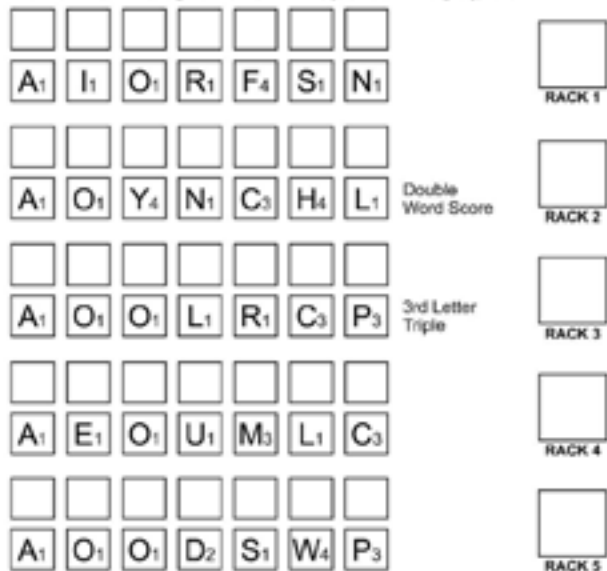 A1 I1 O1 R1 F4 S1 N1
RACK 1
A1 O1 Y4 N1 C3 H4 L1
Double
Word Score
RACK 2
A1 O1 O1 L1 R1 C3 P3
3rd Letter
Triple
RACK 3
A1 E1 O1 U1 M3 L1 C3
RACK 4
A1 O1 O1 D2 S1 W4 P3
RACK 5